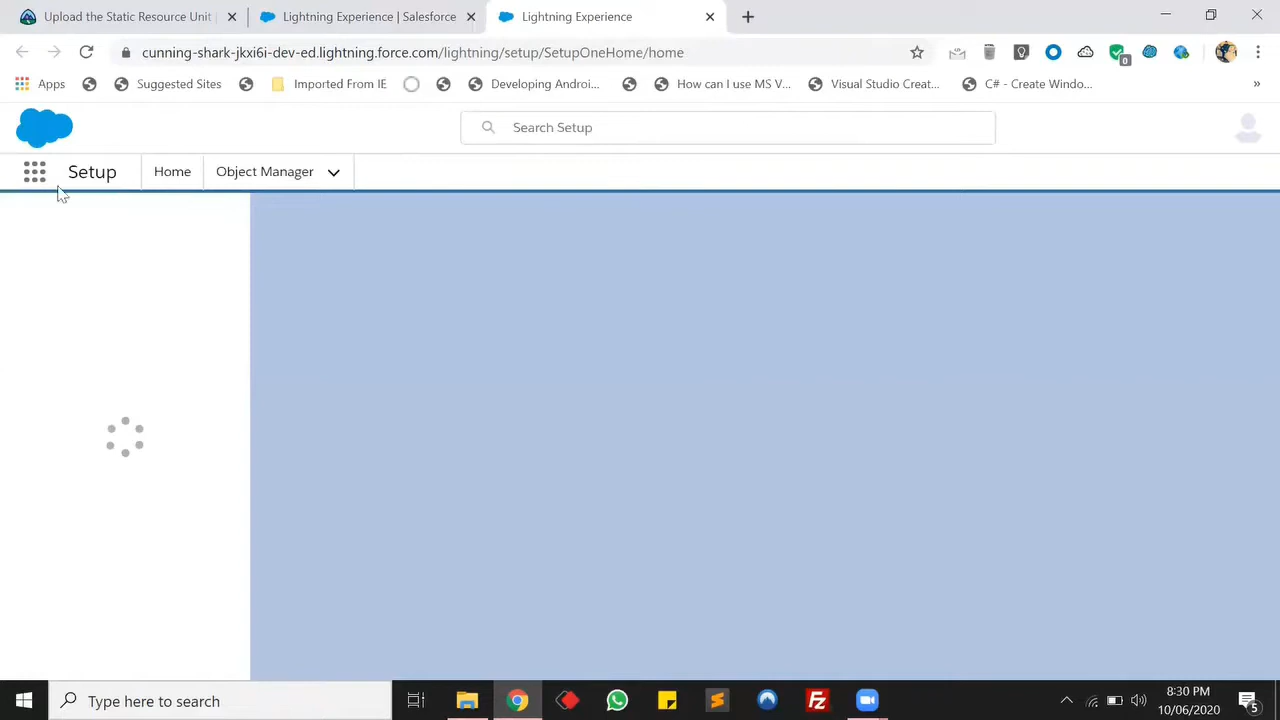 Upload the Static Resource Unit
Lightning Experience | Salesforce
Lightning Experience
cunning-shark-jkxi6i-dev-ed.lightning.force.com/lightning/setup/SetupOneHome/home
0
Apps
Suggested Sites
Imported From IE
Developing Androi...
How can I use MS V...
Visual Studio Creat...
C# - Create Windo...
»
Search Setup
Setup
Home
Object Manager
Type here to search
8:30 PM
10/06/2020
5